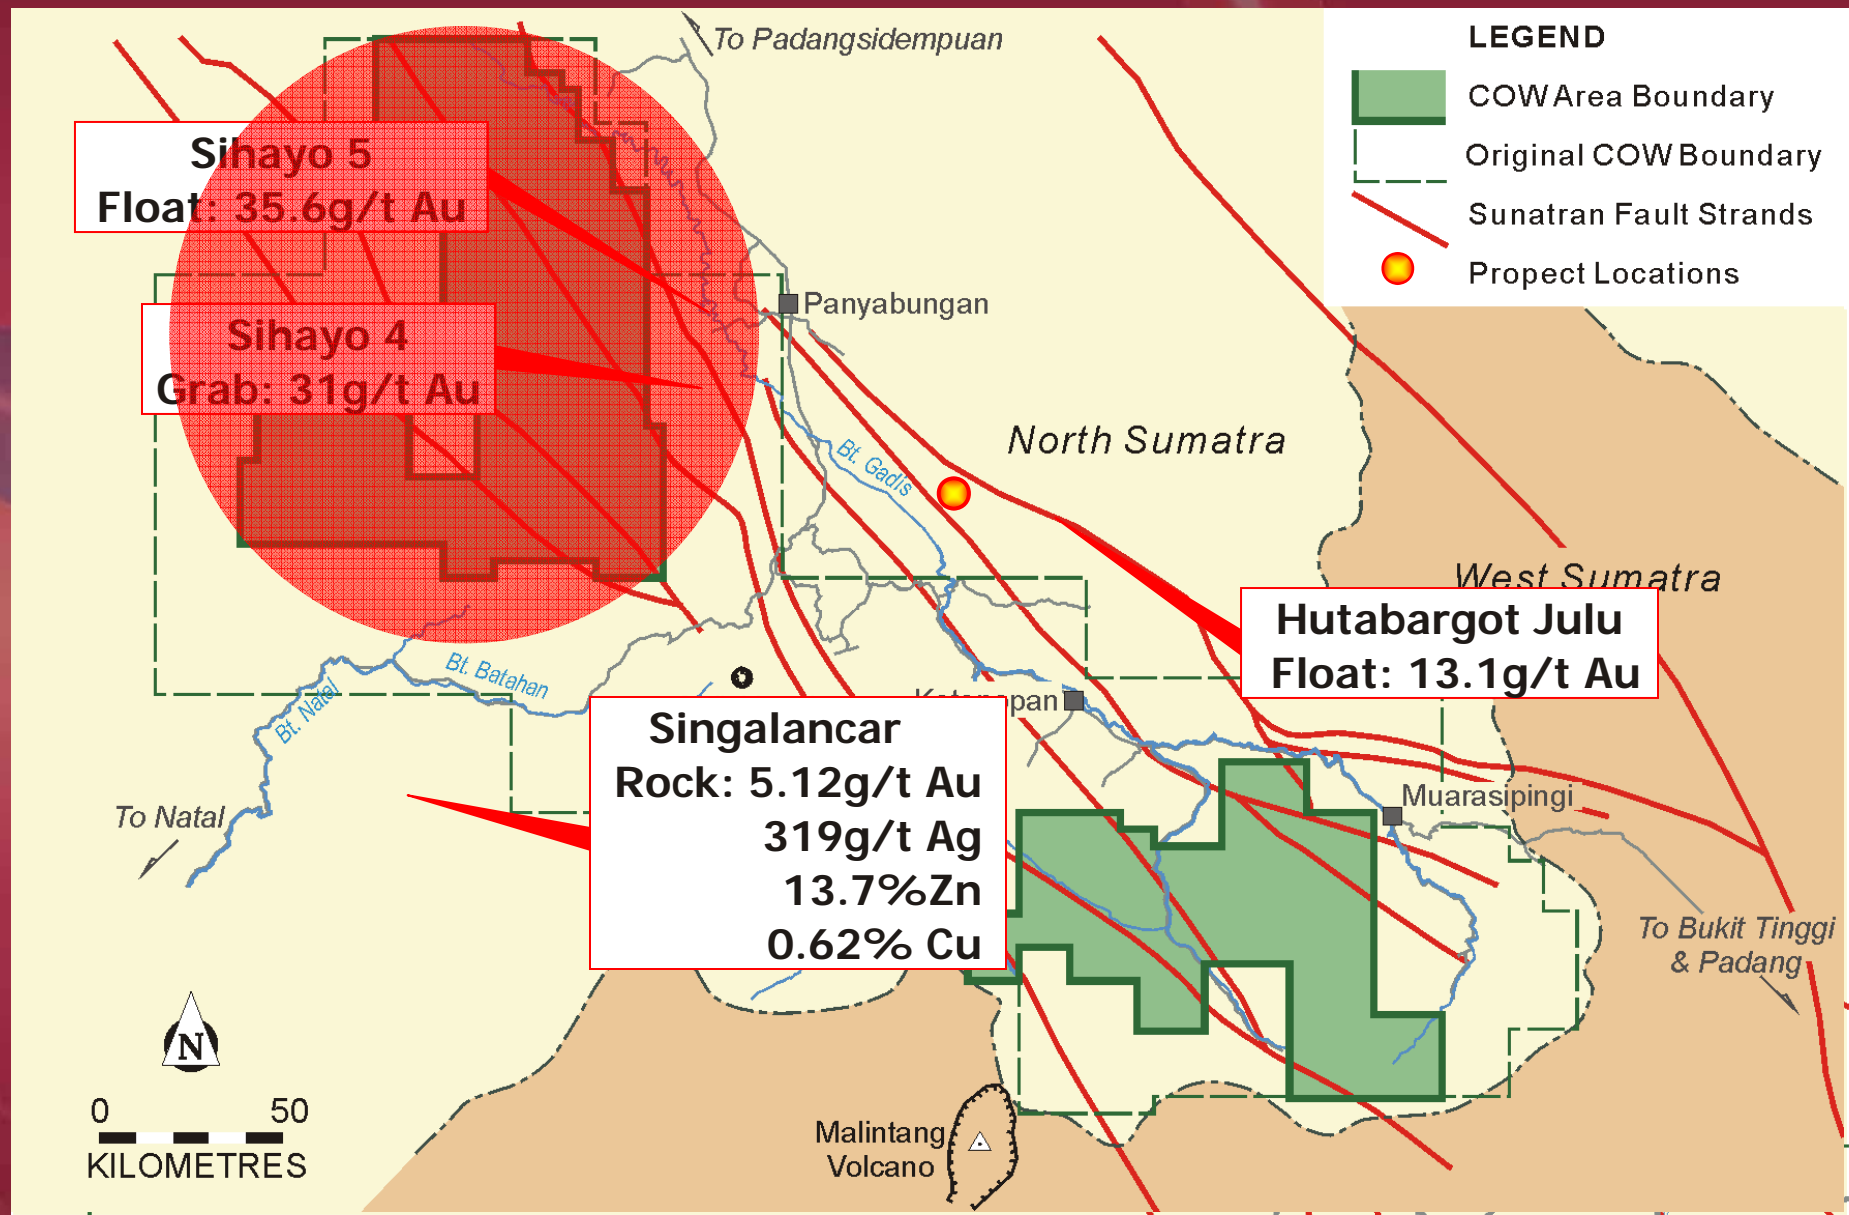 To Padangsidempuan
LEGEND
COW Area Boundary
Original COW Boundary
Sunatran Fault Strands
Propect Locations
Sihayo 5
Float: 35.6g/t Au
Panyabungan
Sihayo 4
Grab: 31g/t Au
North Sumatra
Bt. Gadis
West Sumatra
Hutabargot Julu
Float: 13.1g/t Au
Bt. Batahan
Bt. Natal
pan
Singalancar
Rock: 5.12g/t Au
319g/t Ag
13.7%Zn
0.62% Cu
To Natal
Muarasipingi
To Bukit Tinggi
& Padang
N
0 50
KILOMETRES
Malintang
Volcano